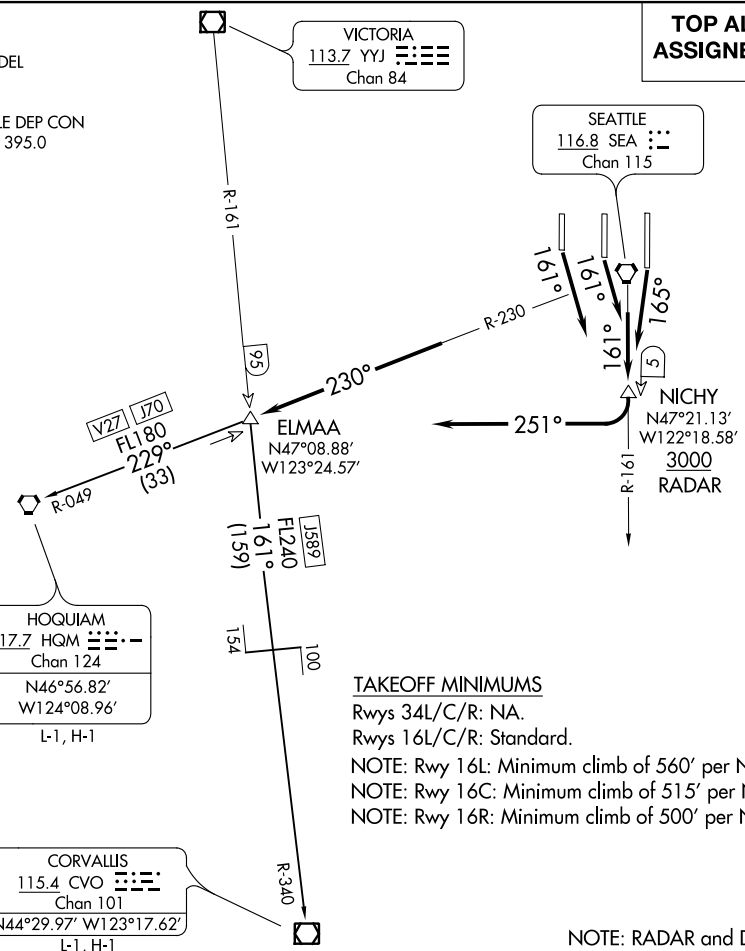 TOP AL
ASSIGNE
DEL
LE DEP CON
395.0
VICTORIA
113.7 YYJ
Chan 84
SEATTLE
116.8 SEA
Chan 115
R-161
161°
161°
165°
161°
R-230
5
95
230°
NICHY
N47°21.13'
W122°18.58'
3000
RADAR
251°
R-161
ELMAA
N47°08.88'
W123°24.57'
V27 J70
FL180
229°
(33)
R-049
J589
FL240
161°
(159)
HOQUIAM
17.7 HQM
Chan 124
N46°56.82'
W124°08.96'
L-1, H-1
154
100
TAKEOFF MINIMUMS
Rwys 34L/C/R: NA.
Rwys 16L/C/R: Standard.
NOTE: Rwy 16L: Minimum climb of 560' per N
NOTE: Rwy 16C: Minimum climb of 515' per N
NOTE: Rwy 16R: Minimum climb of 500' per N
CORVALLIS
115.4 CVO
Chan 101
N44°29.97' W123°17.62'
L-1, H-1
R-340
NOTE: RADAR and D